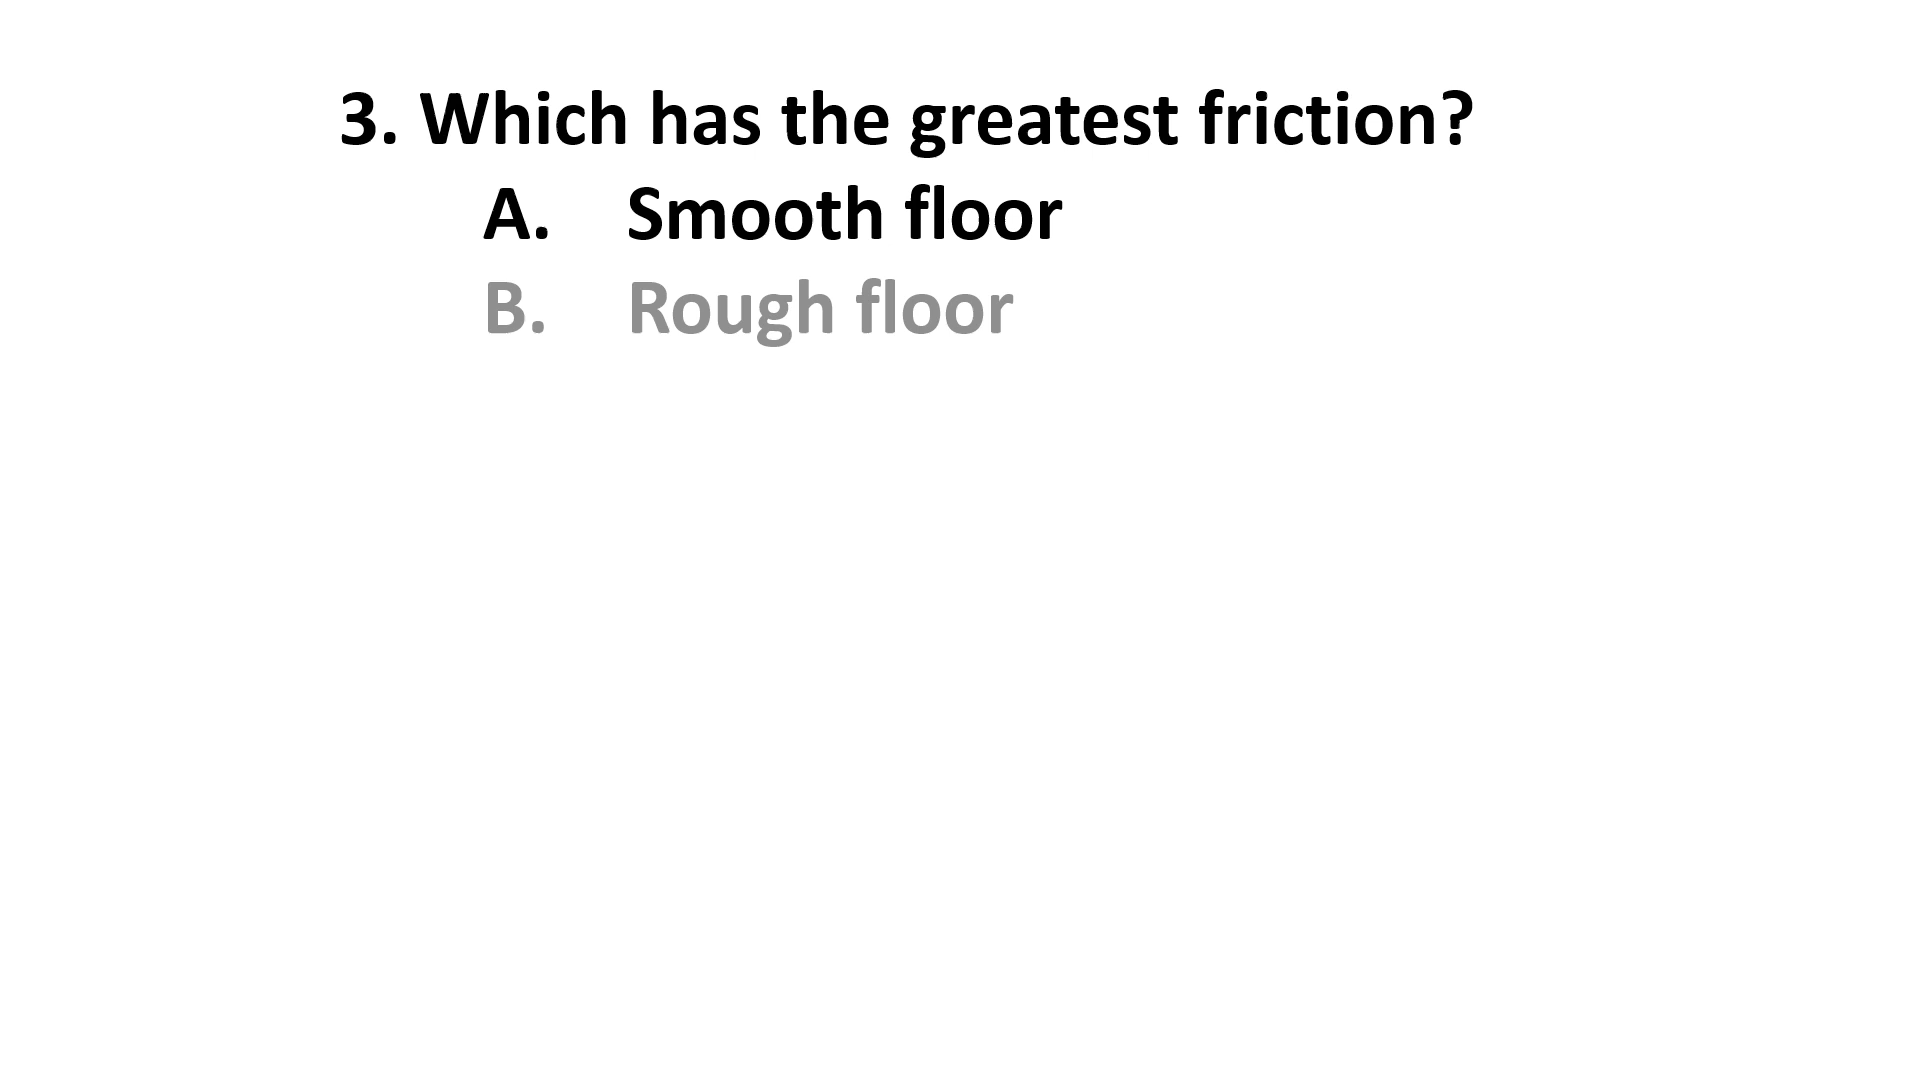 3. Which has the greatest friction?
A. Smooth floor
B. Rough floor